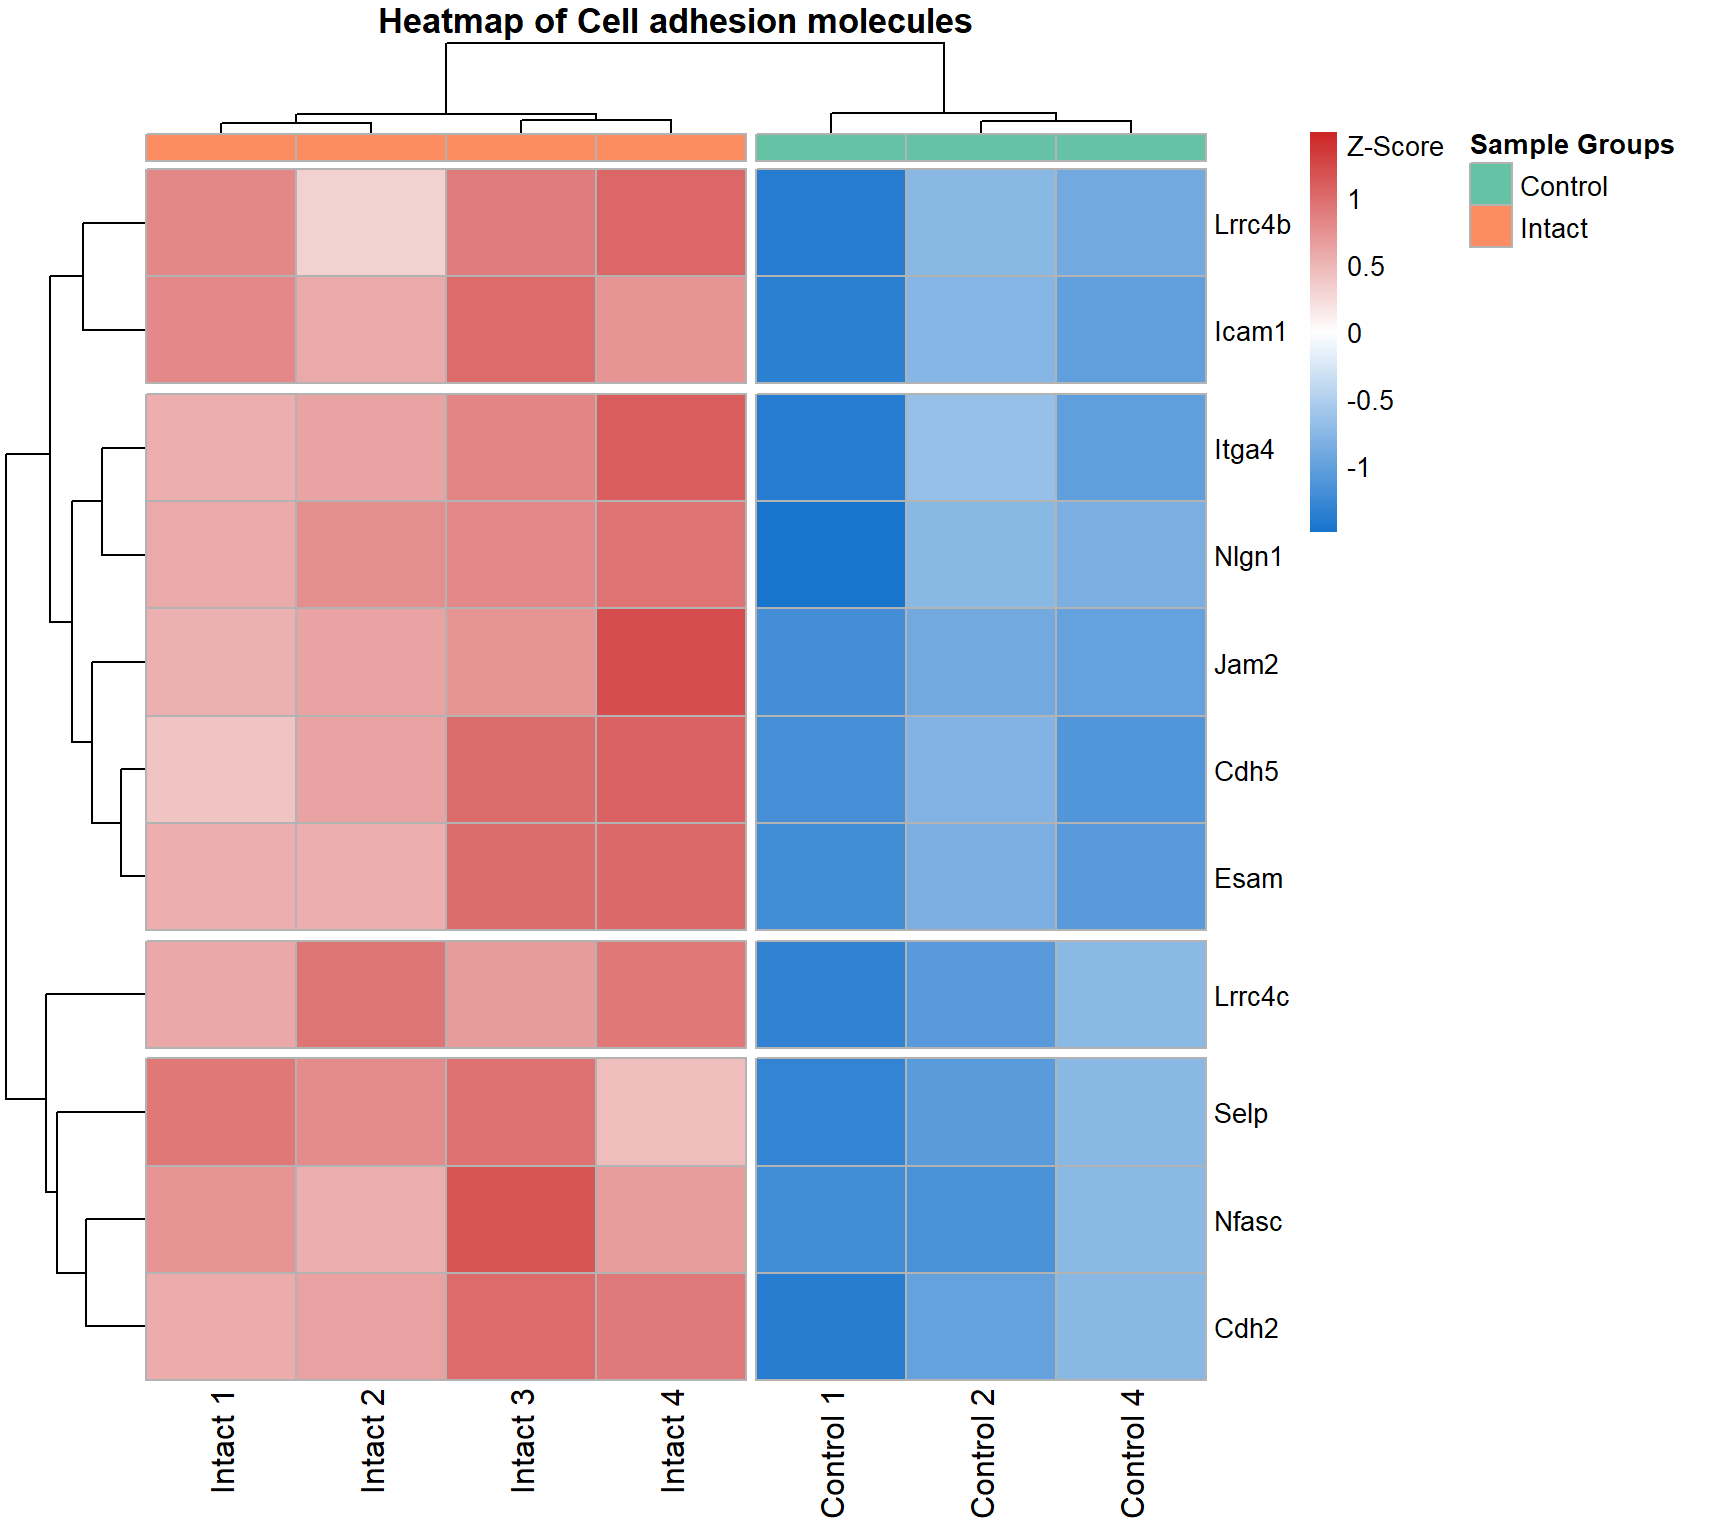 Heatmap of Cell adhesion molecules
Z-Score
1
0.5
0
-0.5
-1
Sample Groups
Control
Intact
Lrrc4b
Icam1
Itga4
Nlgn1
Jam2
Cdh5
Esam
Lrrc4c
Selp
Nfasc
Cdh2
Intact 1
Intact 2
Intact 3
Intact 4
Control 1
Control 2
Control 4